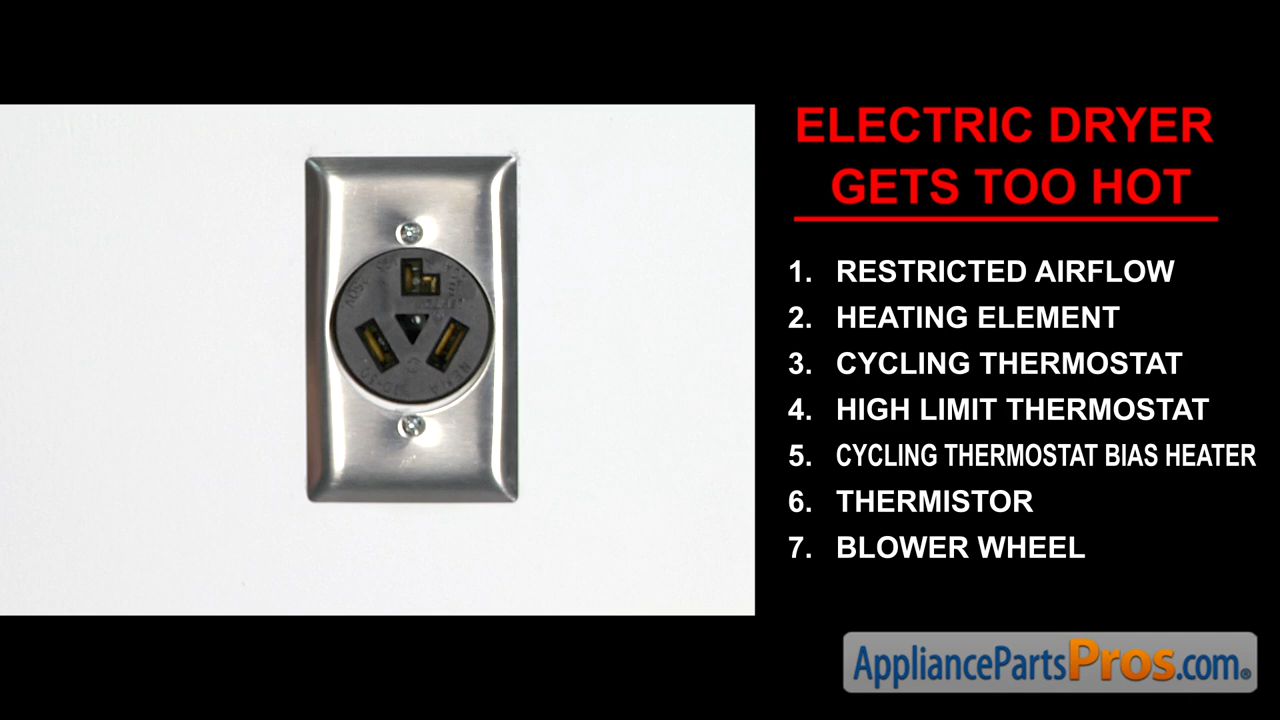 ELECTRIC DRYER
GETS TOO HOT
1. RESTRICTED AIRFLOW
2. HEATING ELEMENT
3. CYCLING THERMOSTAT
4. HIGH LIMIT THERMOSTAT
5. CYCLING THERMOSTAT BIAS HEATER
6. THERMISTOR
7. BLOWER WHEEL
AppliancePartsPros.com®